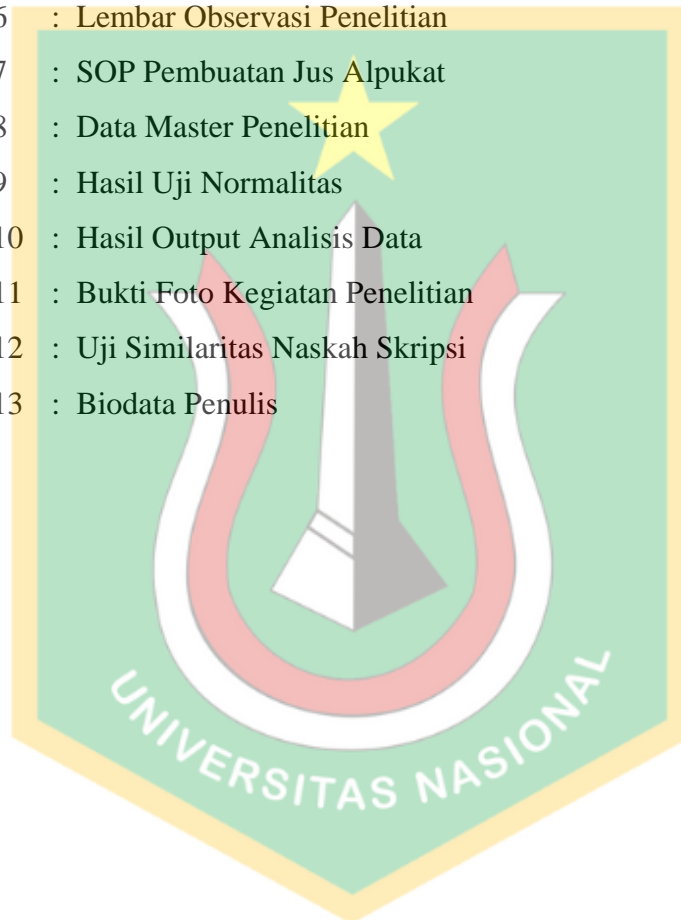 6 : Lembar Observasi Penelitian
7 : SOP Pembuatan Jus Alpukat
8 : Data Master Penelitian
9 : Hasil Uji Normalitas
10 : Hasil Output Analisis Data
11 : Bukti Foto Kegiatan Penelitian
12 : Uji Similaritas Naskah Skripsi
13 : Biodata Penulis
UNIVERSITAS NASIONAL